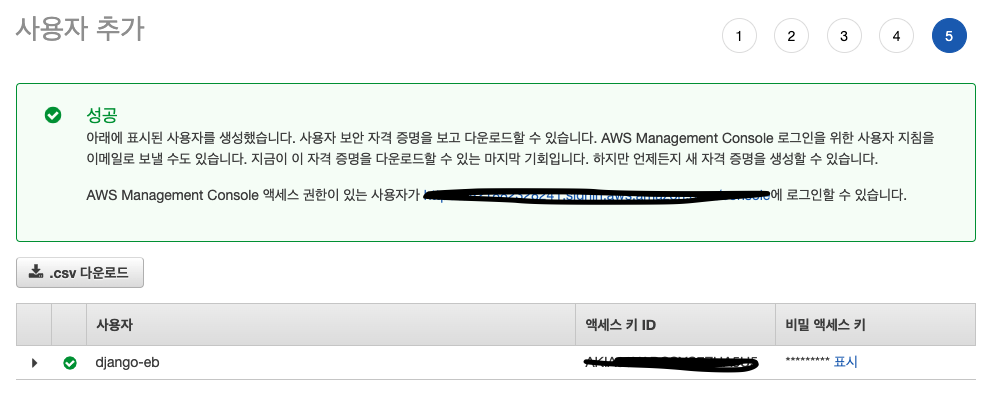 사용자 추가
1 2 3 4 5
성공
아래에 표시된 사용자를 생성했습니다. 사용자 보안 자격 증명을 보고 다운로드할 수 있습니다. AWS Management Console 로그인을 위한 사용자 지침을
이메일로 보낼 수도 있습니다. 지금이 이 자격 증명을 다운로드할 수 있는 마지막 기회입니다. 하지만 언제든지 새 자격 증명을 생성할 수 있습니다.
AWS Management Console 액세스 권한이 있는 사용자가 에 로그인할 수 있습니다.
.csv 다운로드
사용자 액세스 키 ID 비밀 액세스 키
django-eb ********* 표시